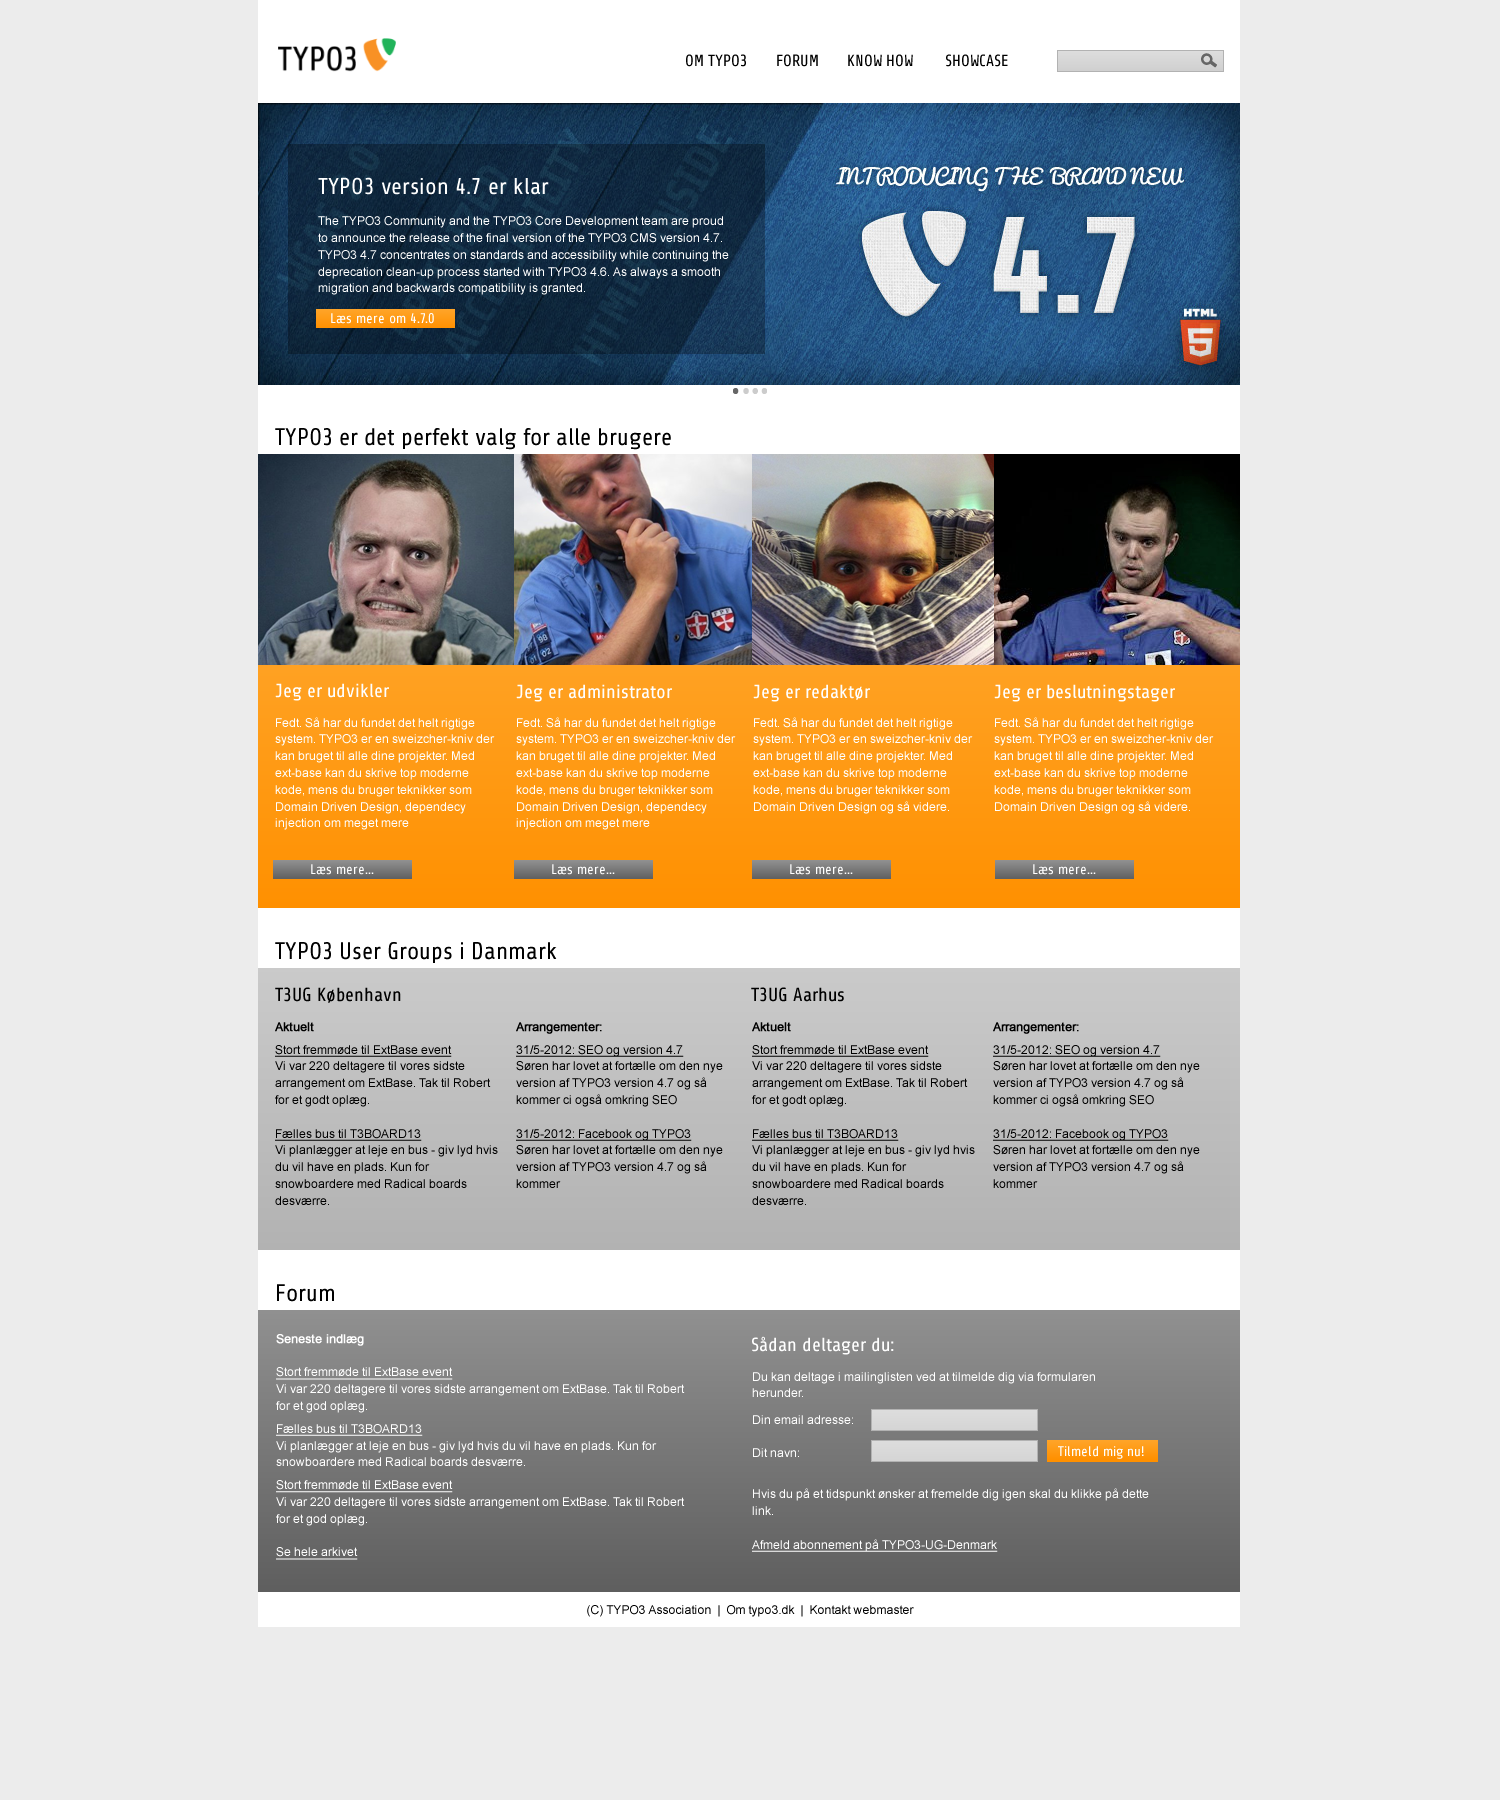 TYPO3
OM TYPO3 FORUM KNOW HOW SHOWCASE
TYPO3 version 4.7 er klar
The TYPO3 Community and the TYPO3 Core Development team are proud
to announce the release of the final version of the TYPO3 CMS version 4.7.
TYPO3 4.7 concentrates on standards and accessibility while continuing the
deprecation clean-up process started with TYPO3 4.6. As always a smooth
migration and backwards compatibility is granted.
Læs mere om 4.7.0
INTRODUCING THE BRAND NEW
4.7
HTML
5
TYPO3 er det perfekt valg for alle brugere
Jeg er udvikler
Fedt. Så har du fundet det helt rigtige
system. TYPO3 er en sweizcher-kniv der
kan bruget til alle dine projekter. Med
ext-base kan du skrive top moderne
kode, mens du bruger teknikker som
Domain Driven Design, dependecy
injection om meget mere
Læs mere...
Jeg er administrator
Fedt. Så har du fundet det helt rigtige
system. TYPO3 er en sweizcher-kniv der
kan bruget til alle dine projekter. Med
ext-base kan du skrive top moderne
kode, mens du bruger teknikker som
Domain Driven Design, dependecy
injection om meget mere
Læs mere...
Jeg er redaktør
Fedt. Så har du fundet det helt rigtige
system. TYPO3 er en sweizcher-kniv der
kan bruget til alle dine projekter. Med
ext-base kan du skrive top moderne
kode, mens du bruger teknikker som
Domain Driven Design og så videre.
Læs mere...
Jeg er beslutningstager
Fedt. Så har du fundet det helt rigtige
system. TYPO3 er en sweizcher-kniv der
kan bruget til alle dine projekter. Med
ext-base kan du skrive top moderne
kode, mens du bruger teknikker som
Domain Driven Design og så videre.
Læs mere...
TYPO3 User Groups i Danmark
T3UG København
Aktuelt
Stort fremmøde til ExtBase event
Vi var 220 deltagere til vores sidste
arrangement om ExtBase. Tak til Robert
for et godt oplæg.
Fælles bus til T3BOARD13
Vi planlægger at leje en bus - giv lyd hvis
du vil have en plads. Kun for
snowboardere med Radical boards
desværre.
Arrangementer:
31/5-2012: SEO og version 4.7
Søren har lovet at fortælle om den nye
version af TYPO3 version 4.7 og så
kommer ci også omkring SEO
31/5-2012: Facebook og TYPO3
Søren har lovet at fortælle om den nye
version af TYPO3 version 4.7 og så
kommer
T3UG Aarhus
Aktuelt
Stort fremmøde til ExtBase event
Vi var 220 deltagere til vores sidste
arrangement om ExtBase. Tak til Robert
for et godt oplæg.
Fælles bus til T3BOARD13
Vi planlægger at leje en bus - giv lyd hvis
du vil have en plads. Kun for
snowboardere med Radical boards
desværre.
Arrangementer:
31/5-2012: SEO og version 4.7
Søren har lovet at fortælle om den nye
version af TYPO3 version 4.7 og så
kommer ci også omkring SEO
31/5-2012: Facebook og TYPO3
Søren har lovet at fortælle om den nye
version af TYPO3 version 4.7 og så
kommer
Forum
Seneste indlæg
Stort fremmøde til ExtBase event
Vi var 220 deltagere til vores sidste arrangement om ExtBase. Tak til Robert
for et god oplæg.
Fælles bus til T3BOARD13
Vi planlægger at leje en bus - giv lyd hvis du vil have en plads. Kun for
snowboardere med Radical boards desværre.
Stort fremmøde til ExtBase event
Vi var 220 deltagere til vores sidste arrangement om ExtBase. Tak til Robert
for et god oplæg.
Se hele arkivet
Sådan deltager du:
Du kan deltage i mailinglisten ved at tilmelde dig via formularen
herunder.
Din email adresse:
Dit navn:
Tilmeld mig nu!
Hvis du på et tidspunkt ønsker at fremelde dig igen skal du klikke på dette
link.
Afmeld abonnement på TYPO3-UG-Denmark
(C) TYPO3 Association | Om typo3.dk | Kontakt webmaster